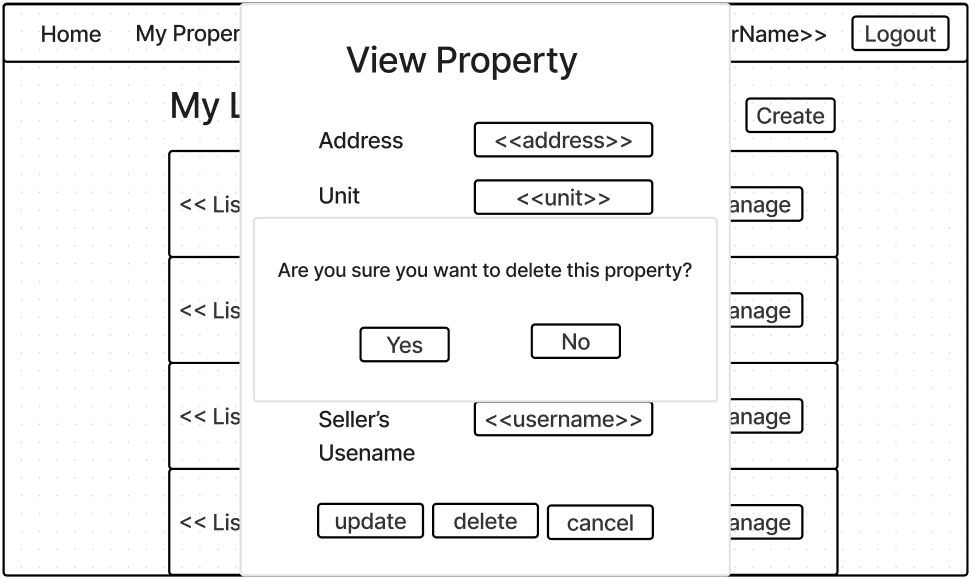 Home My Proper rName>> Logout
View Property
My L Create
Address <<address>>
<< Lis anage
Unit <<unit>>
Are you sure you want to delete this property?
<< Lis anage
Yes No
<< Lis anage
Seller's <<username>>
Usename
<< Lis anage
update delete cancel